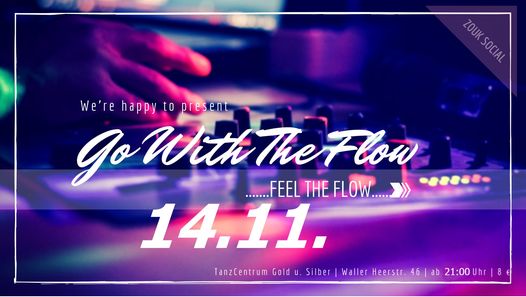 ZOUK SOCIAL
We're happy to present
Go With The Flow
.......FEEL THE FLOW.....
14.11.
TanzCentrum Gold u. Silber | Waller Heerstr. 46 | ab 21:00 Uhr | 8 €